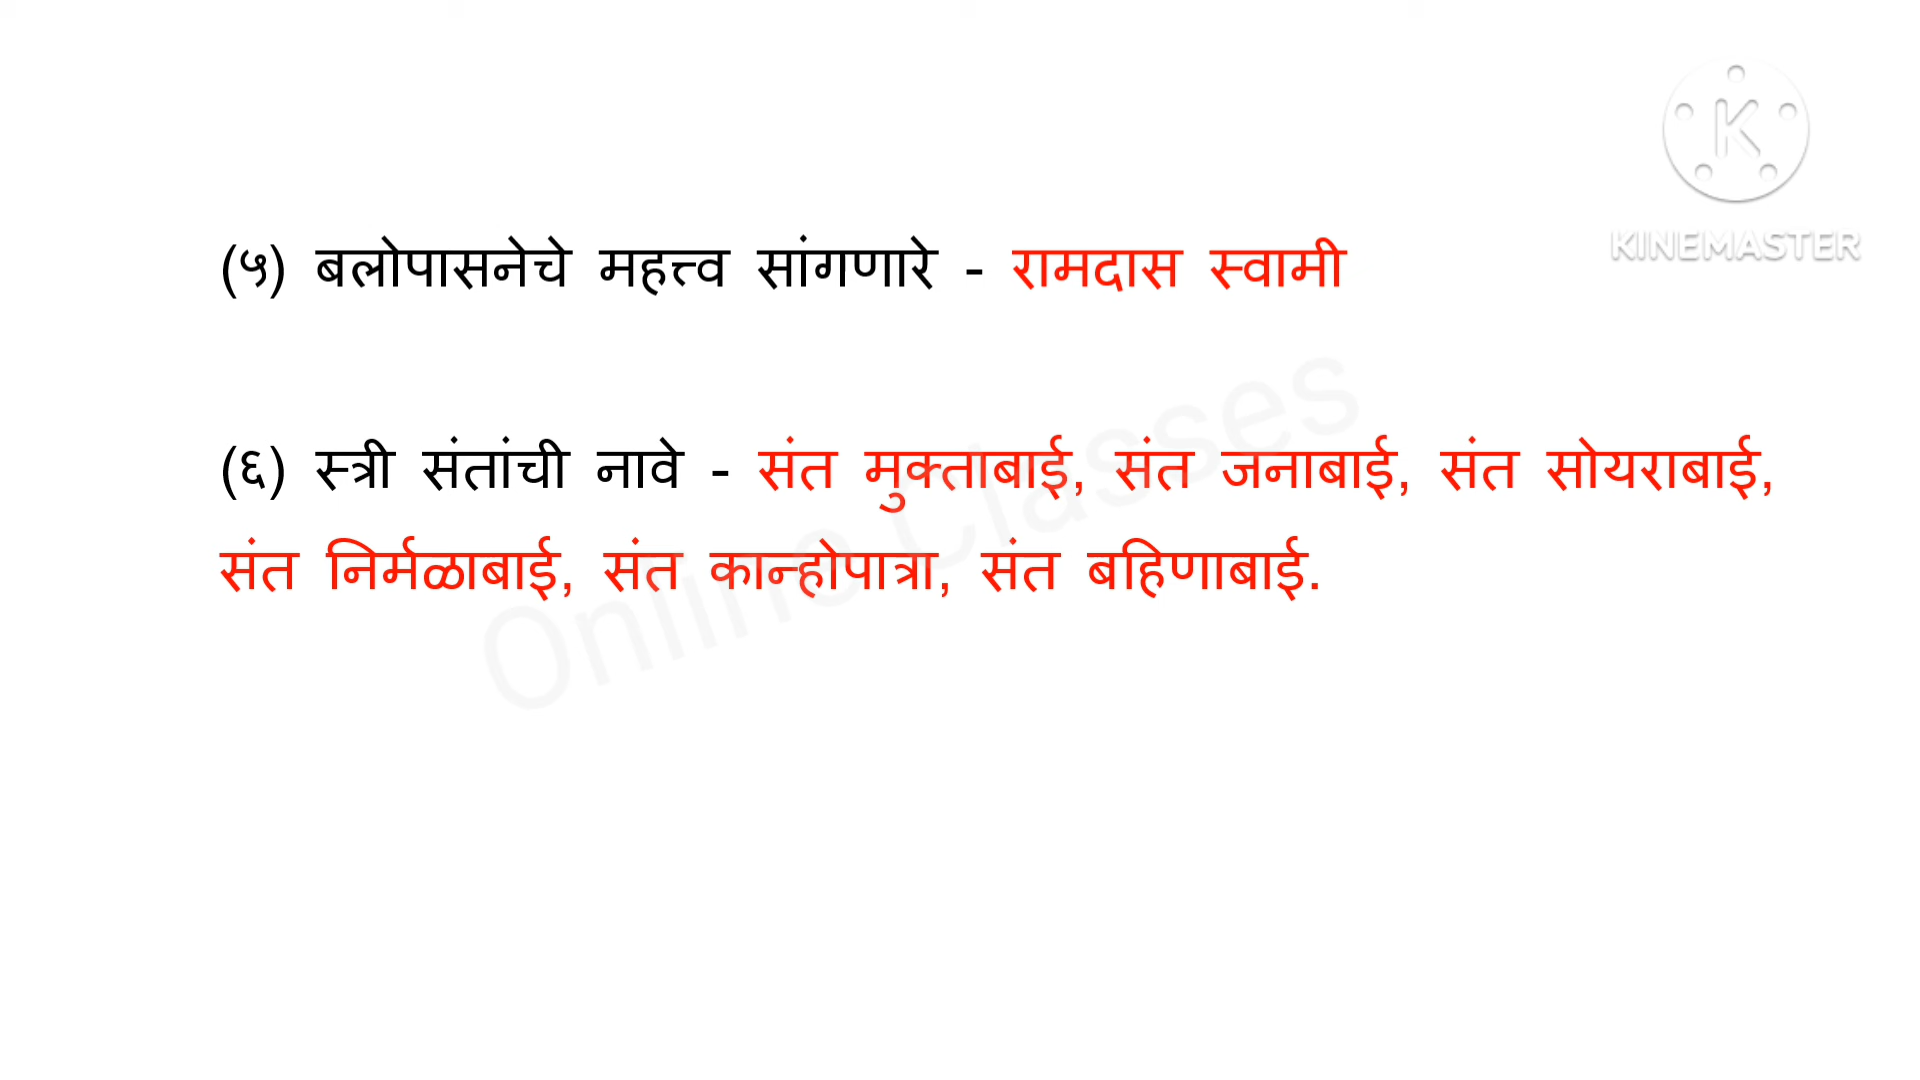 KINEMASTER
(५) बलोपासनेचे महत्त्व सांगणारे - रामदास स्वामी
(६) स्त्री संतांची नावे - संत मुक्ताबाई, संत जनाबाई, संत सोयराबाई,
संत निर्मळाबाई, संत कान्होपात्रा, संत बहिणाबाई.
Online Classes